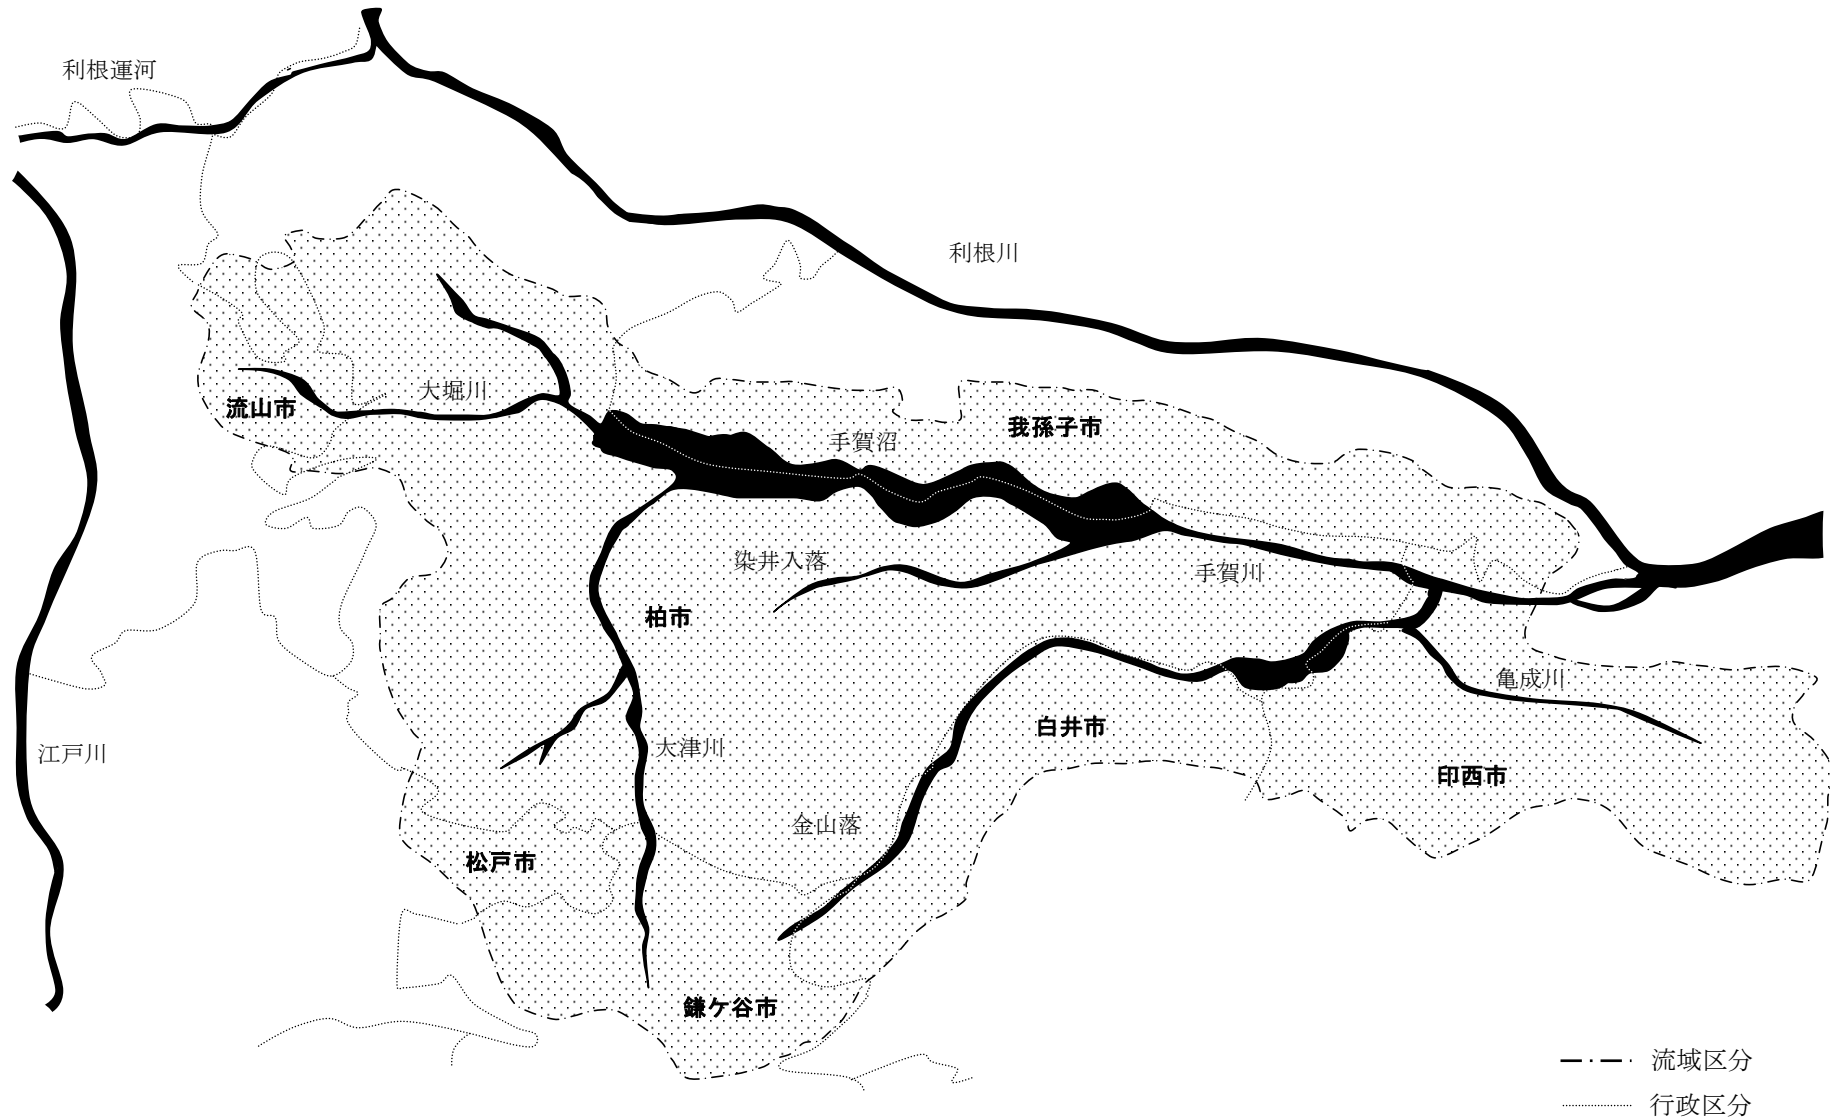 利根運河
利根川
大堀川
流山市
手賀沼
我孫子市
染井入落
手賀川
柏市
亀成川
白井市
大津川
江戸川
印西市
金山落
松戸市
鎌ケ谷市
流域区分
行政区分